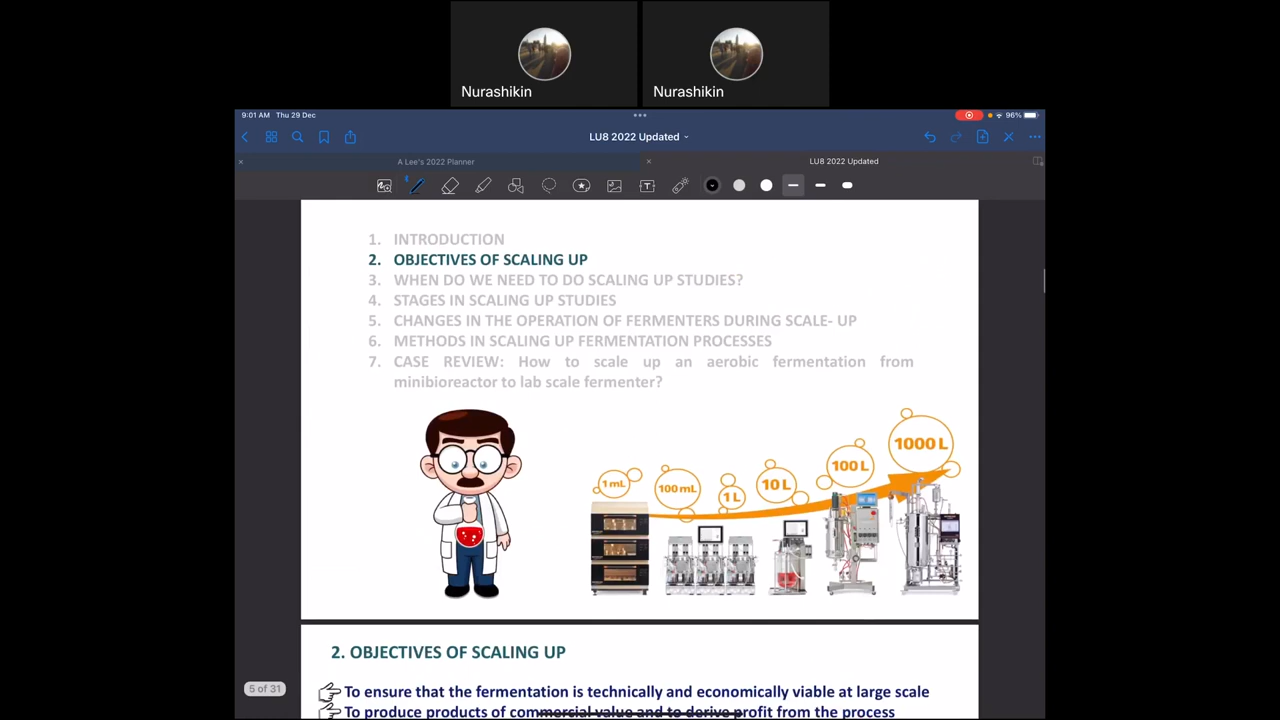 Nurashikin
Nurashikin
9:01 AM Thu 29 Dec
96%
LU8 2022 Updated
A Lee's 2022 Planner
LU8 2022 Updated
1. INTRODUCTION
2. OBJECTIVES OF SCALING UP
3. WHEN DO WE NEED TO DO SCALING UP STUDIES?
4. STAGES IN SCALING UP STUDIES
5. CHANGES IN THE OPERATION OF FERMENTERS DURING SCALE- UP
6. METHODS IN SCALING UP FERMENTATION PROCESSES
7. CASE REVIEW: How to scale up an aerobic fermentation from
minibioreactor to lab scale fermenter?
1 mL
100 mL
1 L
10 L
100 L
1000 L
2. OBJECTIVES OF SCALING UP
5 of 31
To ensure that the fermentation is technically and economically viable at large scale
To produce products of commercial value and to derive profit from the process